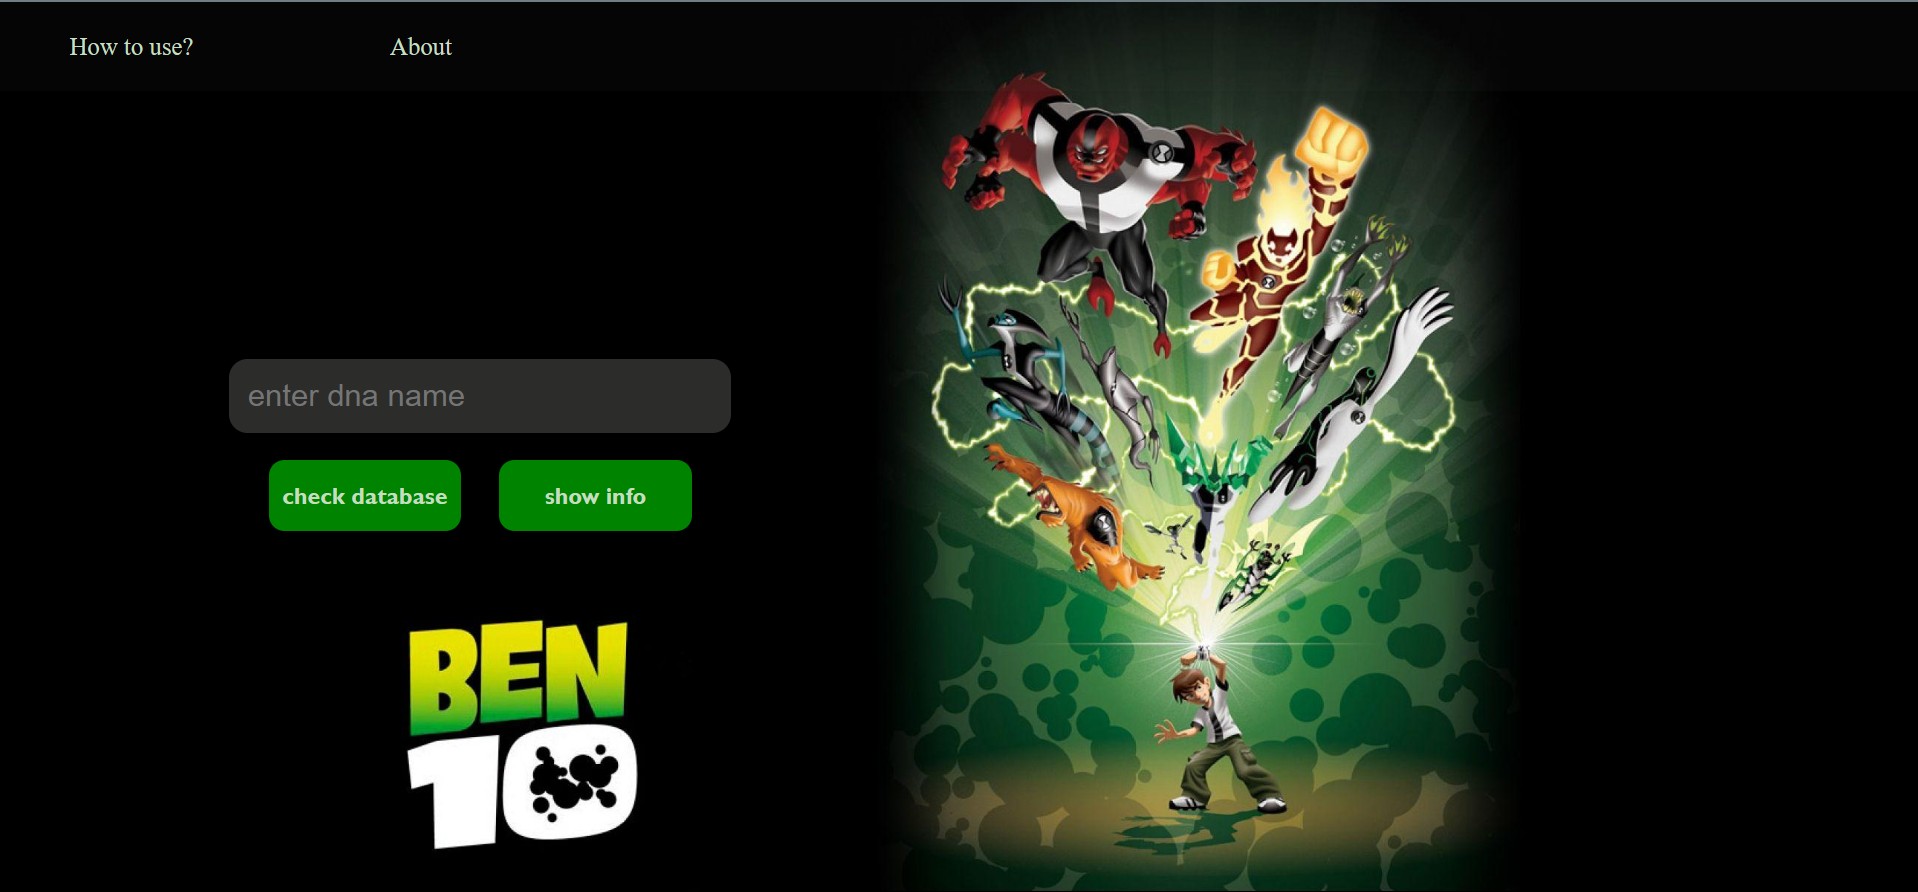 How to use?
About
enter dna name
check database
show info
BEN
10